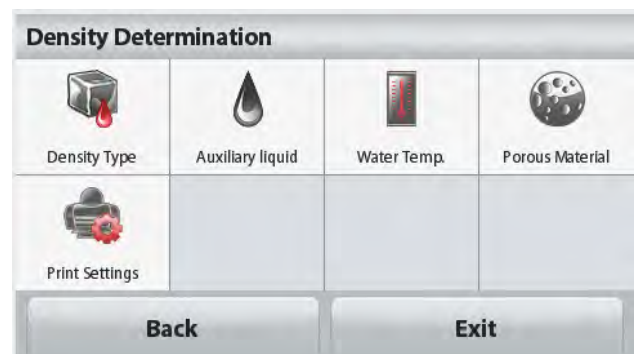 Density Determination
Density Type
Auxiliary liquid
Water Temp.
Porous Material
Print Settings
Back
Exit